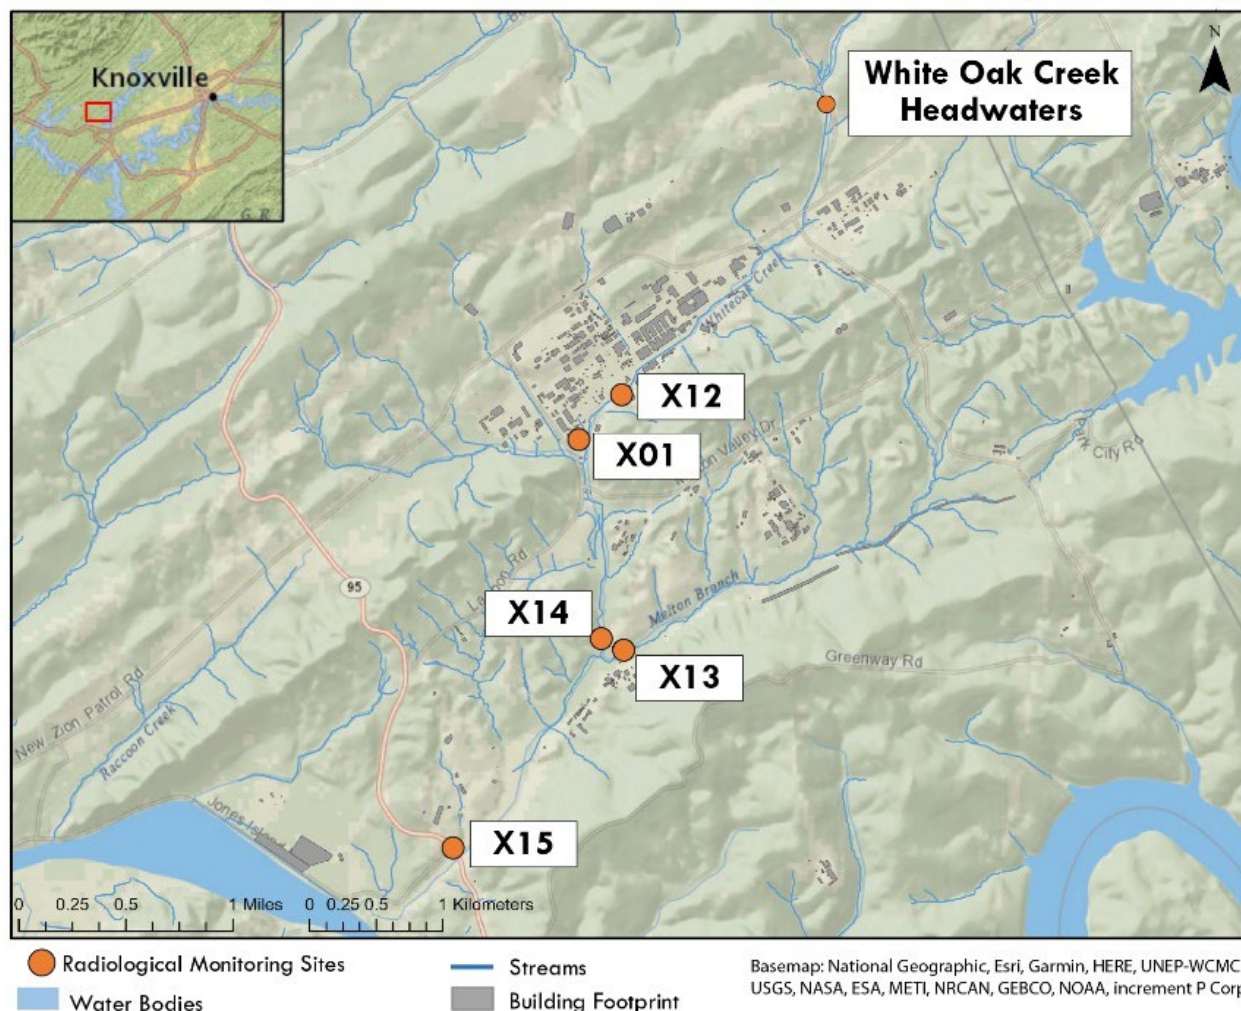 Knoxville
G R
N
White Oak Creek
Headwaters
Whiteoak Creek
X12
X01
Valley Dr
Park City Rd
95
Melton Branch
X14
X13
Greenway Rd
New Zion Patrol Rd
Raccoon Creek
Jones Island
X15
0 0.25 0.5 1 Miles
0 0.25 0.5 1 Kilometers
Radiological Monitoring Sites
Streams
Water Bodies
Building Footprint
Basemap: National Geographic, Esri, Garmin, HERE, UNEP-WCMC
USGS, NASA, ESA, METI, NRCAN, GEBCO, NOAA, increment P Corp